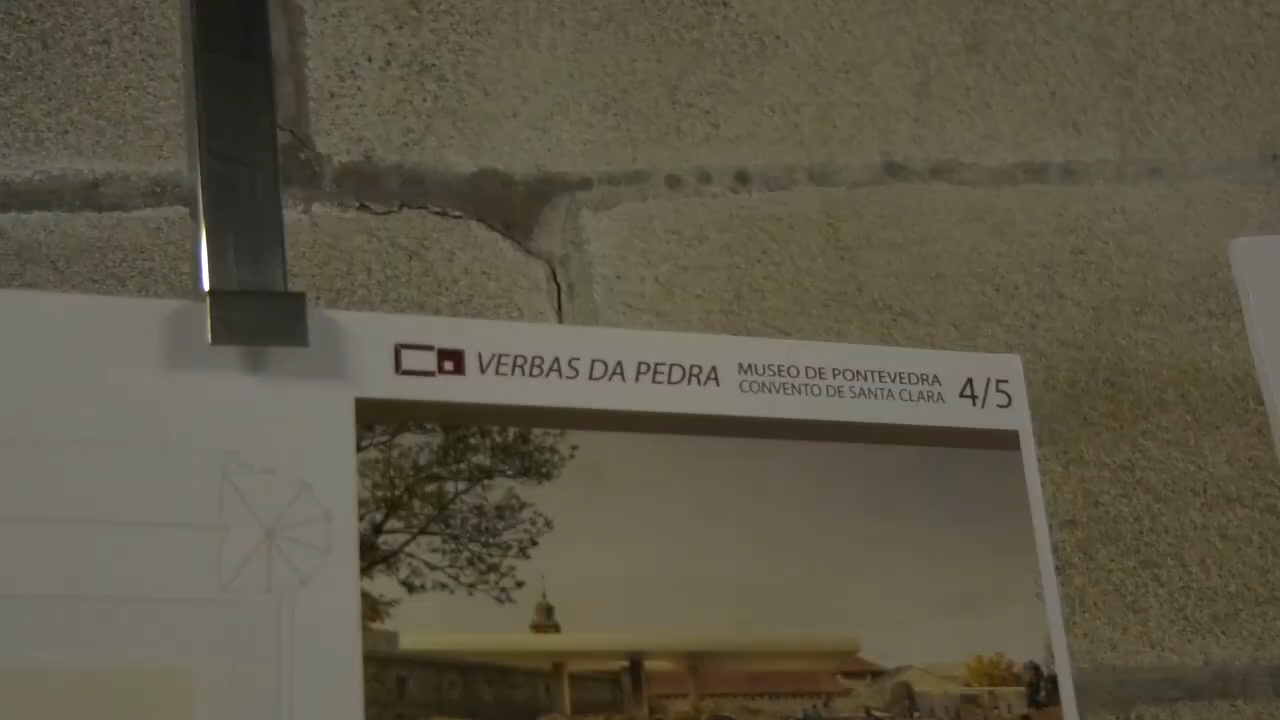 VERBAS DA PEDRA
MUSEO DE PONTEVEDRA
CONVENTO DE SANTA CLARA
4/5